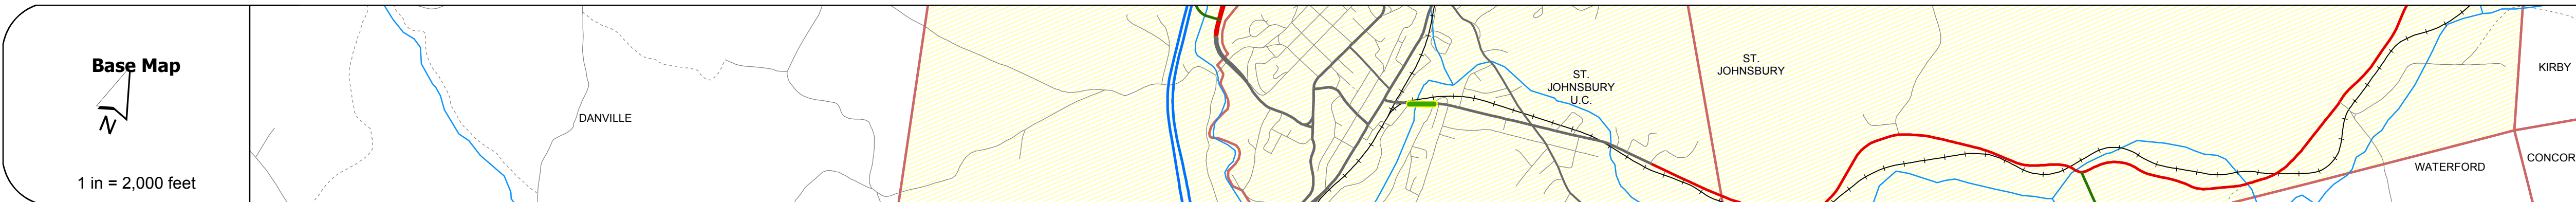 Base Map
N
1 in = 2,000 feet
DANVILLE
ST.
JOHNSBURY
U.C.
ST.
JOHNSBURY
KIRBY
WATERFORD
CONCOR